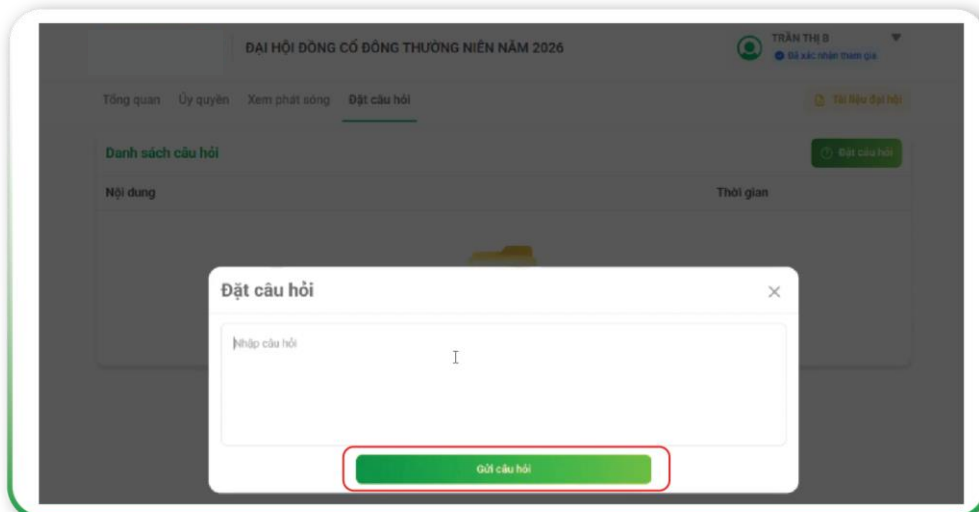 ĐẠI HỘI ĐỒNG CỔ ĐÔNG THƯỜNG NIÊN NĂM 2026
TRẦN THỊ B
Đã xác nhận tham gia
Tổng quan Ủy quyền Xem phát sóng Đặt câu hỏi
Tài liệu đại hội
Danh sách câu hỏi
Đặt câu hỏi
Nội dung Thời gian
Đặt câu hỏi
Nhập câu hỏi
Gửi câu hỏi